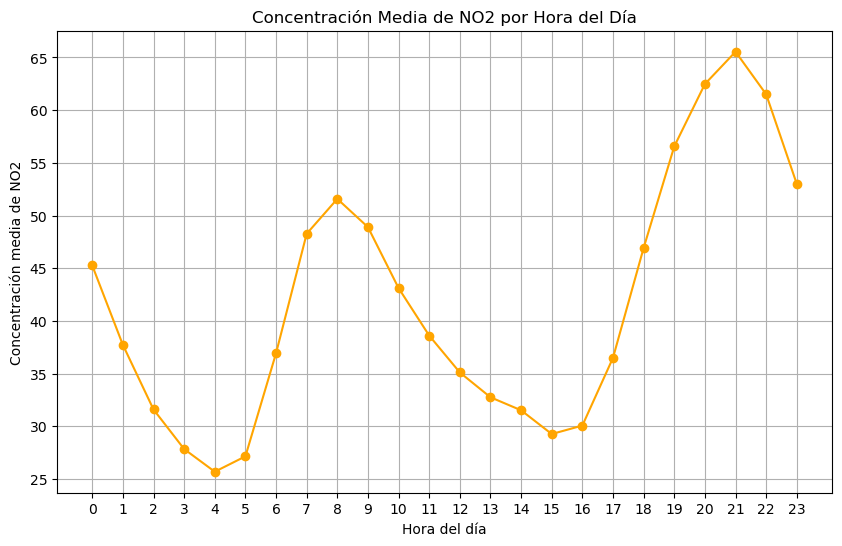 Concentración Media de NO2 por Hora del Día
Concentración media de NO2
65
60
55
50
45
40
35
30
25
0 1 2 3 4 5 6 7 8 9 10 11 12 13 14 15 16 17 18 19 20 21 22 23
Hora del día